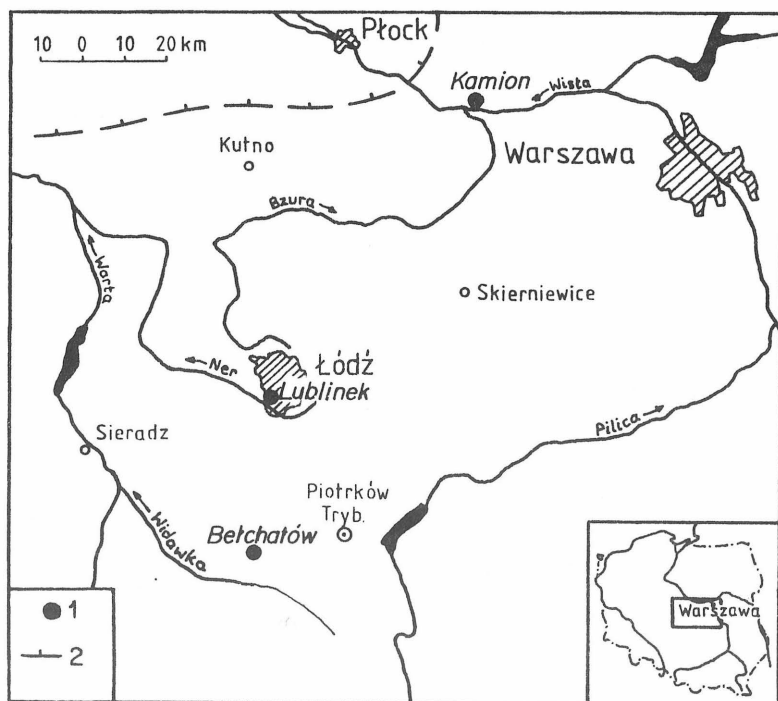 Płock
10 0 10 20 km
Kamion
Wisła
Kutno
Warszawa
Bzura
Warta
Skierniewice
Ner
Łódź
Lublinek
Sieradz
Pilica
Piotrków
Tryb.
Widawka
Bełchatów
Warszawa
1
2